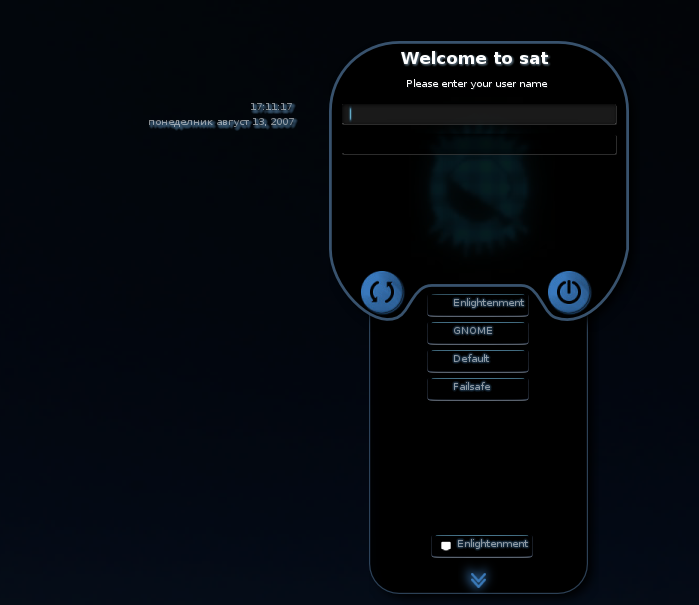 Welcome to sat
Please enter your user name
17:11:17
понеделник август 13, 2007
Enlightenment
GNOME
Default
Failsafe
Enlightenment